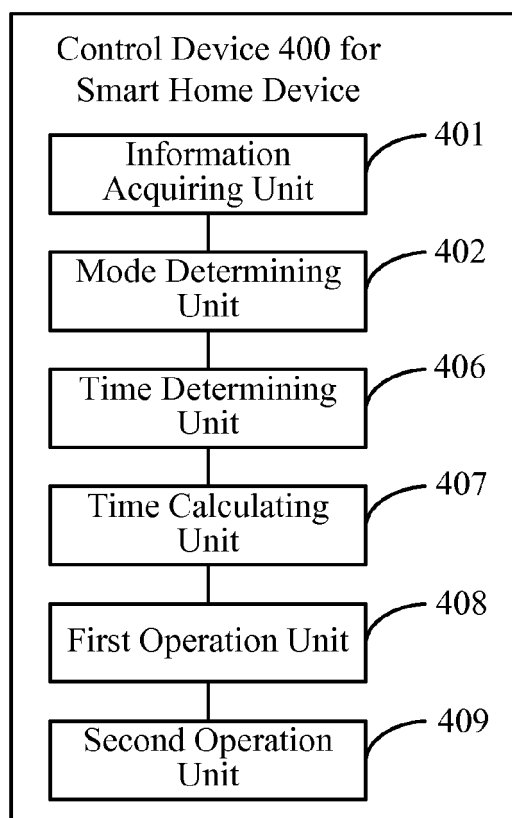 Control Device 400 for
Smart Home Device
401
Information
Acquiring Unit
402
Mode Determining
Unit
406
Time Determining
Unit
407
Time Calculating
Unit
408
First Operation Unit
409
Second Operation
Unit